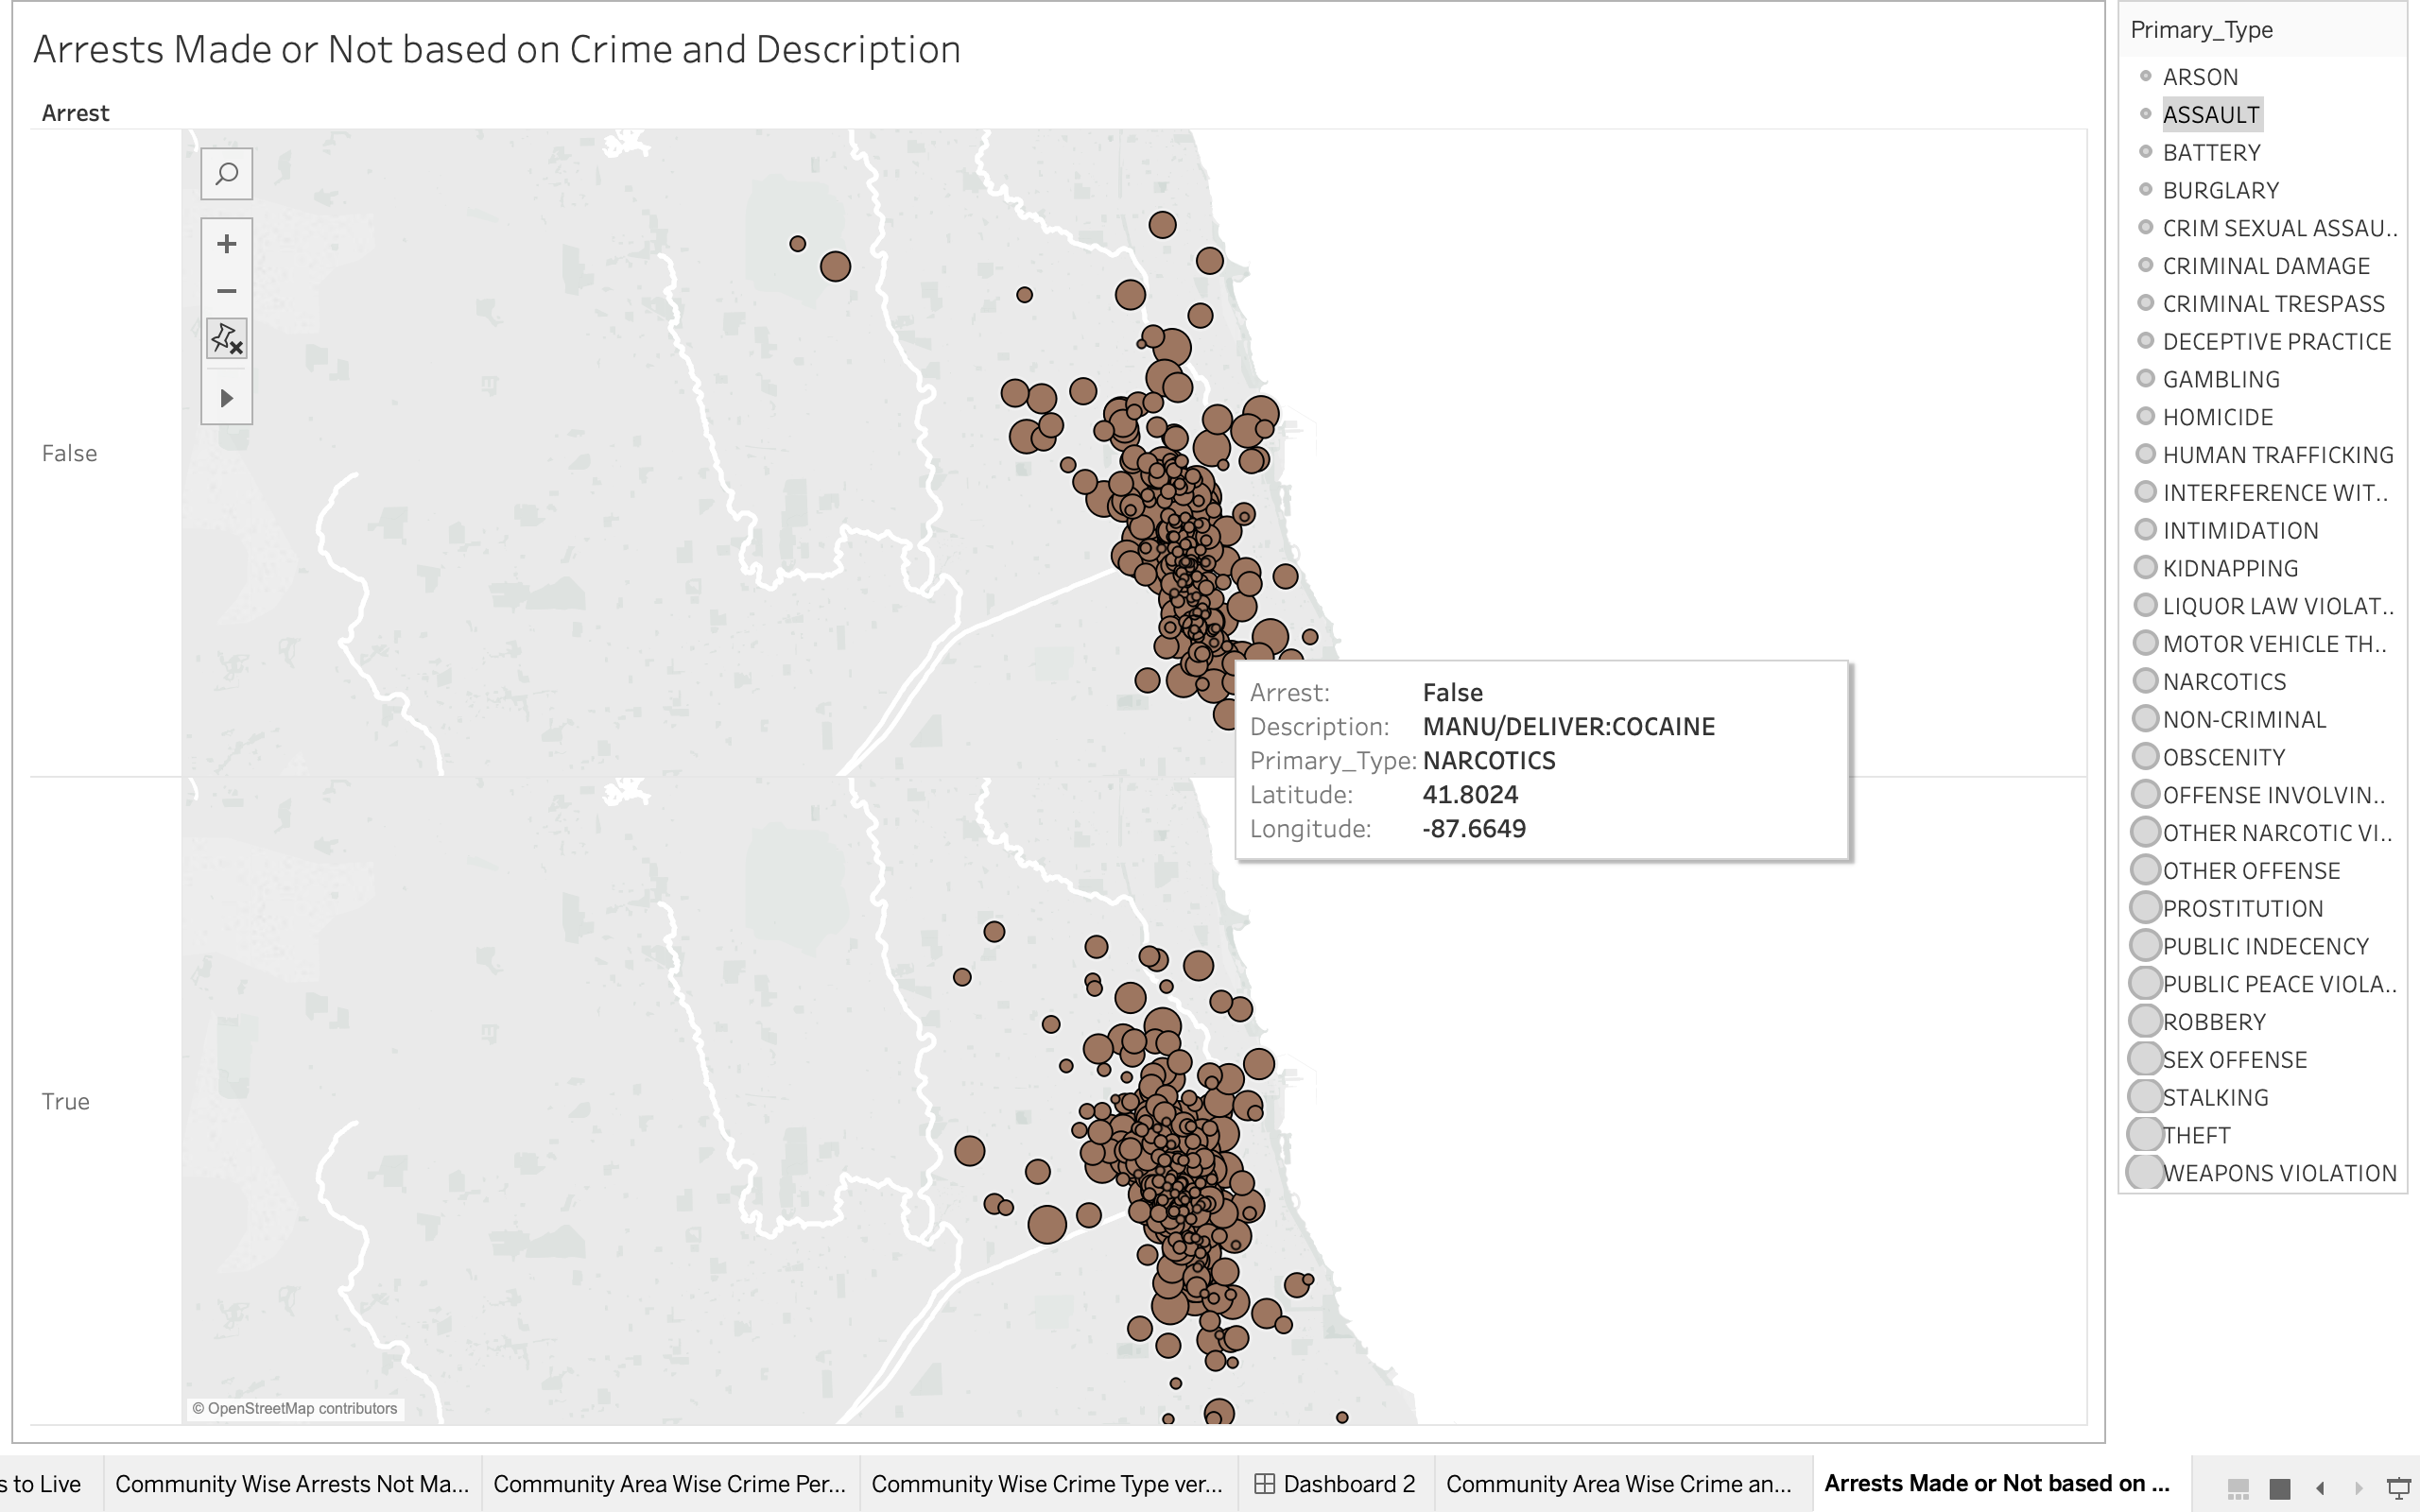 Arrests Made or Not based on Crime and Description
Arrest
False
Arrest: False
Description: MANU/DELIVER:COCAINE
Primary_Type: NARCOTICS
Latitude: 41.8024
Longitude: -87.6649
True
© OpenStreetMap contributors
Primary_Type
ARSON
ASSAULT
BATTERY
BURGLARY
CRIM SEXUAL ASSAU..
CRIMINAL DAMAGE
CRIMINAL TRESPASS
DECEPTIVE PRACTICE
GAMBLING
HOMICIDE
HUMAN TRAFFICKING
INTERFERENCE WIT..
INTIMIDATION
KIDNAPPING
LIQUOR LAW VIOLAT..
MOTOR VEHICLE TH..
NARCOTICS
NON-CRIMINAL
OBSCENITY
OFFENSE INVOLVIN..
OTHER NARCOTIC VI..
OTHER OFFENSE
PROSTITUTION
PUBLIC INDECENCY
PUBLIC PEACE VIOLA..
ROBBERY
SEX OFFENSE
STALKING
THEFT
WEAPONS VIOLATION
s to Live Community Wise Arrests Not Ma... Community Area Wise Crime Per... Community Wise Crime Type ver... Dashboard 2 Community Area Wise Crime an... Arrests Made or Not based on ...